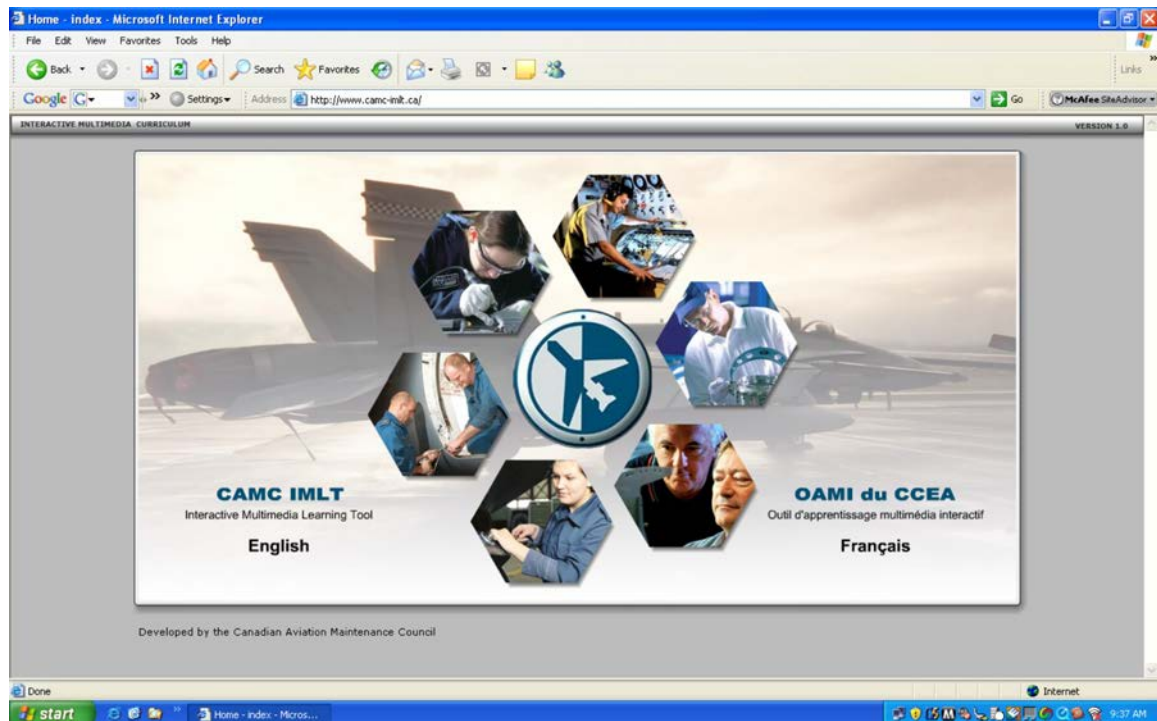 Home - index - Microsoft Internet Explorer
File Edit View Favorites Tools Help
Back Search Favorites Links
Google G Settings Address http://www.camc-imlt.ca/ Go McAfee SiteAdvisor
INTERACTIVE MULTIMEDIA CURRICULUM VERSION 1.0
CAMC IMLT
Interactive Multimedia Learning Tool
English
OAMI du CCEA
Outil d'apprentissage multimédia interactif
Français
Developed by the Canadian Aviation Maintenance Council
Done Internet
start Home - index - Micros... 9:37 AM